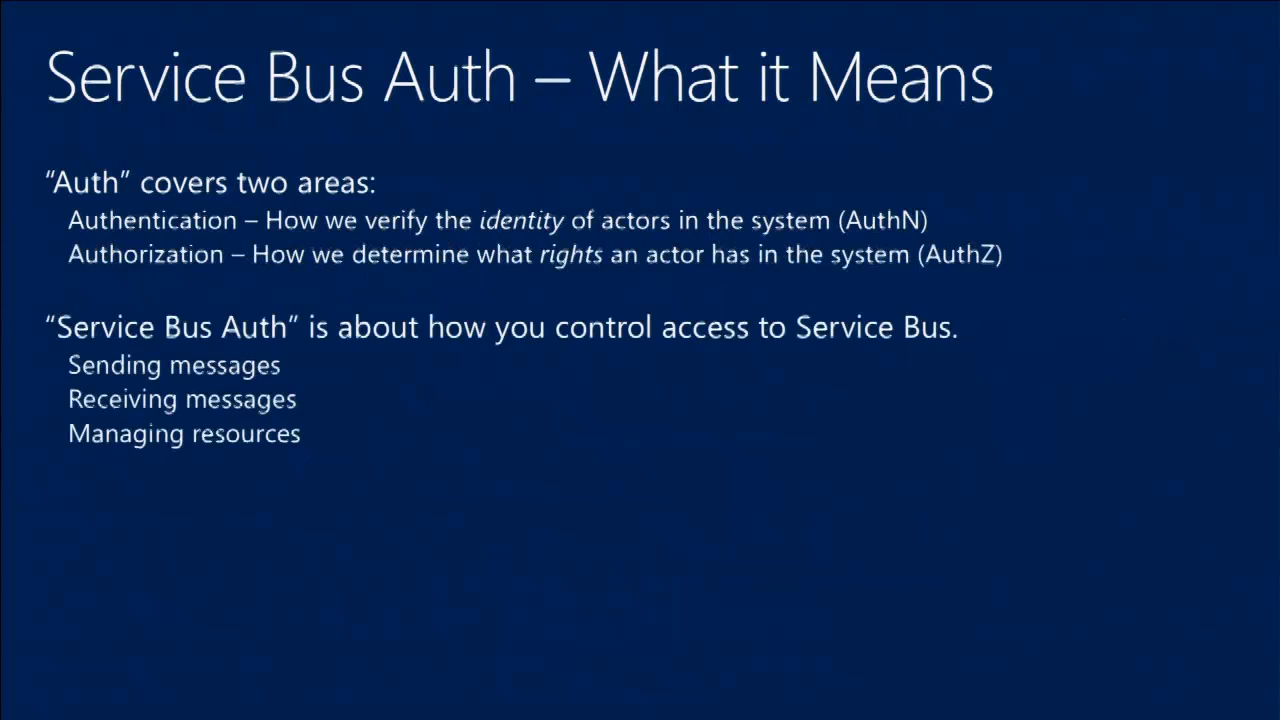 Service Bus Auth – What it Means
“Auth” covers two areas:
Authentication – How we verify the identity of actors in the system (AuthN)
Authorization – How we determine what rights an actor has in the system (AuthZ)
“Service Bus Auth” is about how you control access to Service Bus.
Sending messages
Receiving messages
Managing resources